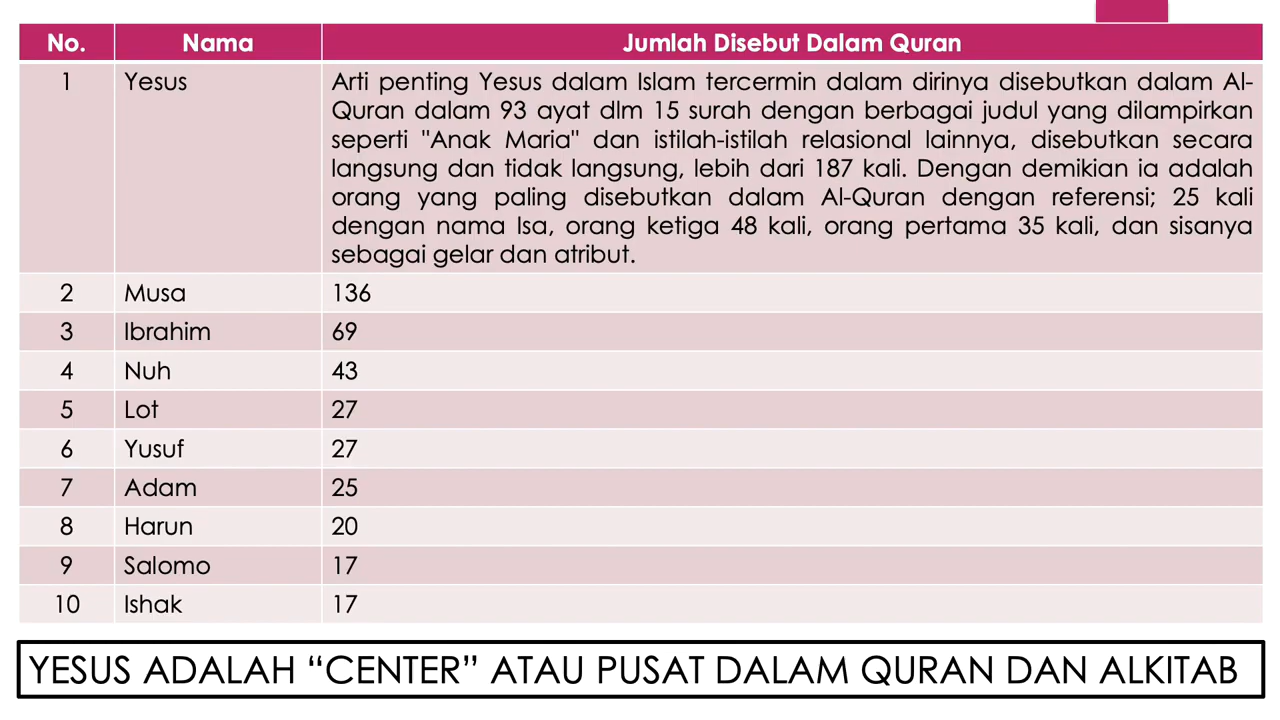 No. Nama Jumlah Disebut Dalam Quran
1 Yesus Arti penting Yesus dalam Islam tercermin dalam dirinya disebutkan dalam Al-
Quran dalam 93 ayat dlm 15 surah dengan berbagai judul yang dilampirkan
seperti "Anak Maria" dan istilah-istilah relasional lainnya, disebutkan secara
langsung dan tidak langsung, lebih dari 187 kali. Dengan demikian ia adalah
orang yang paling disebutkan dalam Al-Quran dengan referensi; 25 kali
dengan nama Isa, orang ketiga 48 kali, orang pertama 35 kali, dan sisanya
sebagai gelar dan atribut.
2 Musa 136
3 Ibrahim 69
4 Nuh 43
5 Lot 27
6 Yusuf 27
7 Adam 25
8 Harun 20
9 Salomo 17
10 Ishak 17
YESUS ADALAH “CENTER” ATAU PUSAT DALAM QURAN DAN ALKITAB